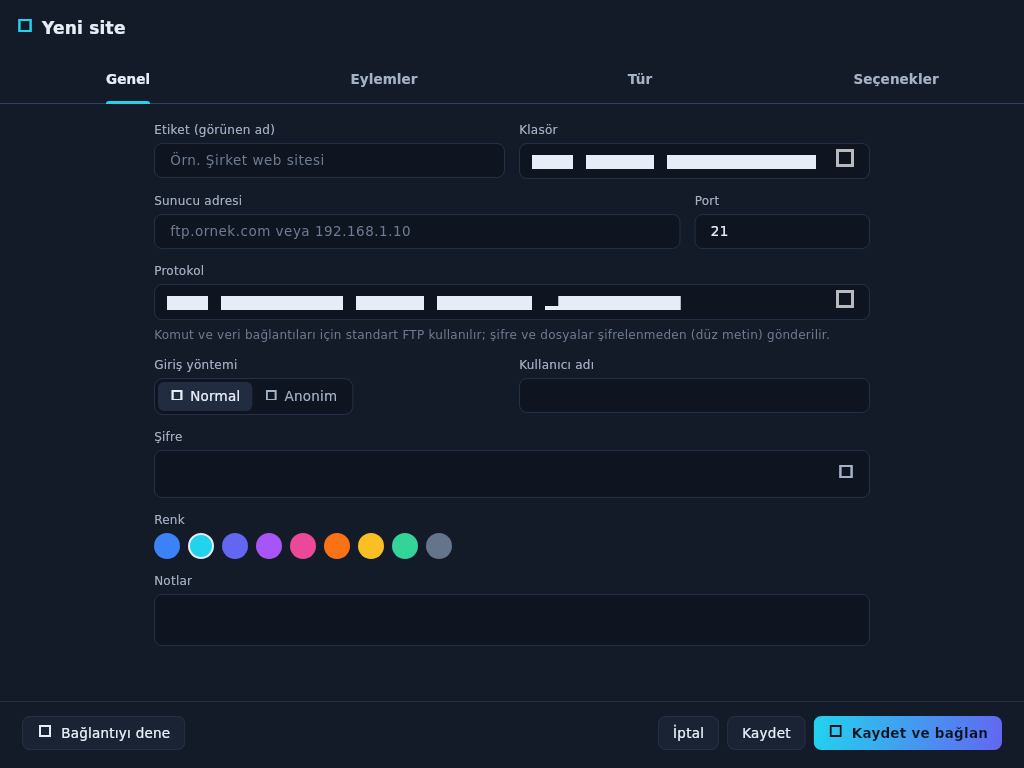 Yeni site
Genel
Eylemler
Tür
Seçenekler
Etiket (görünen ad)
Klasör
Örn. Şirket web sitesi
Sunucu adresi
Port
ftp.ornek.com veya 192.168.1.10
21
Protokol
Komut ve veri bağlantıları için standart FTP kullanılır; şifre ve dosyalar şifrelenmeden (düz metin) gönderilir.
Giriş yöntemi
Kullanıcı adı
Normal
Anonim
Şifre
Renk
Notlar
Bağlantıyı dene
İptal
Kaydet
Kaydet ve bağlan